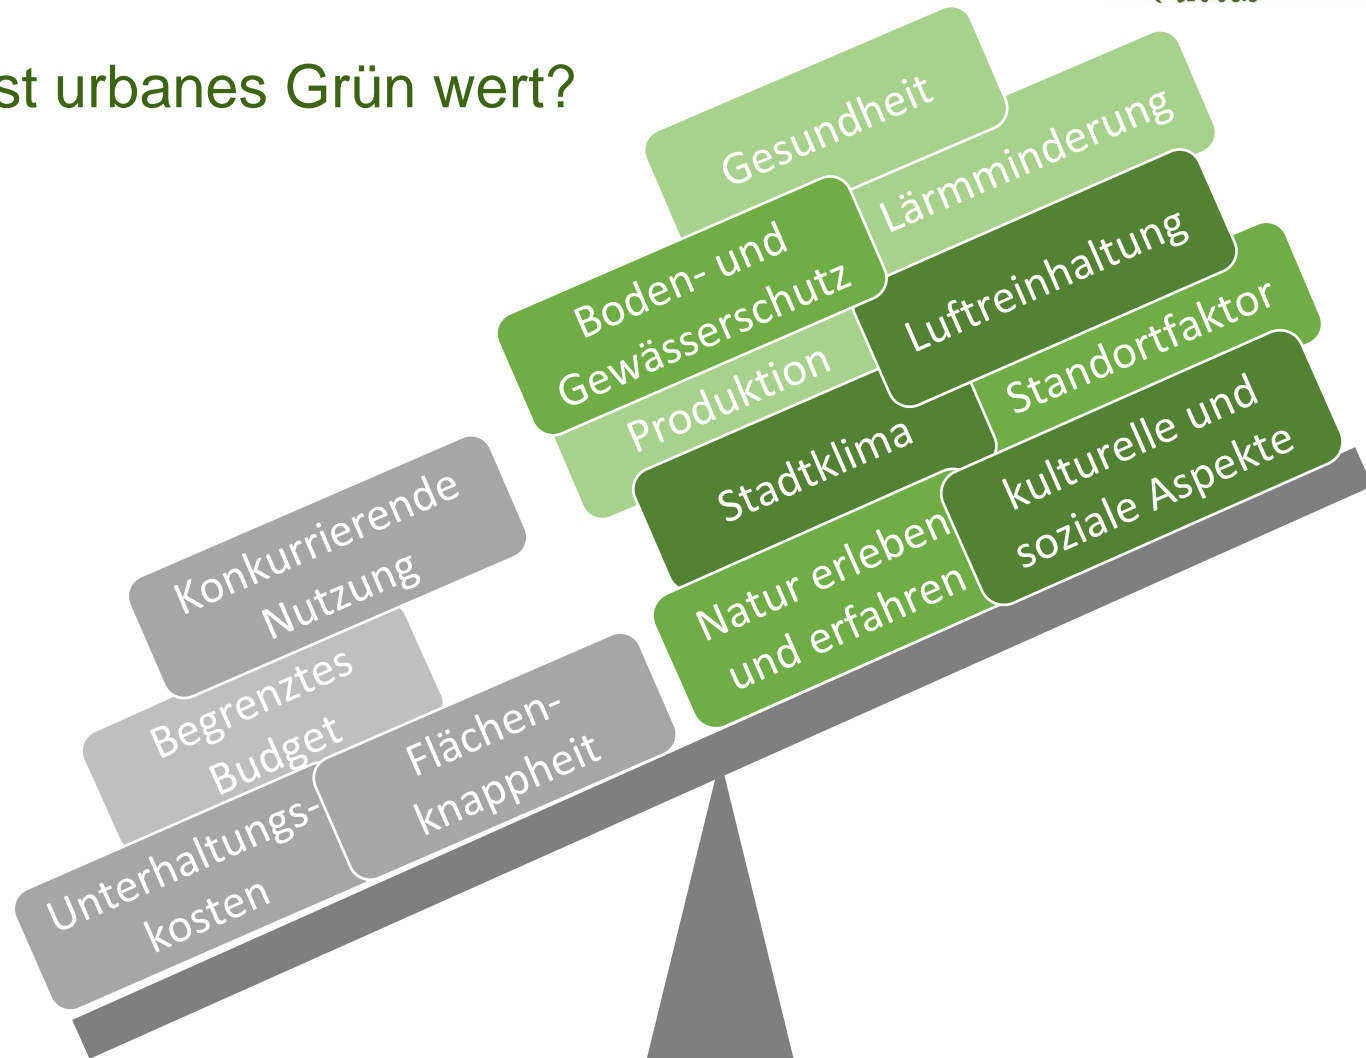 st urbanes Grün wert?
Gesundheit
Lärmminderung
Boden- und
Gewässerschutz
Luftreinhaltung
Produktion
Standortfaktor
Stadtklima
kulturelle und
soziale Aspekte
Natur erleben
und erfahren
Konkurrierende
Nutzung
Begrenztes
Budget
Flächen-
knappheit
Unterhaltungs-
kosten